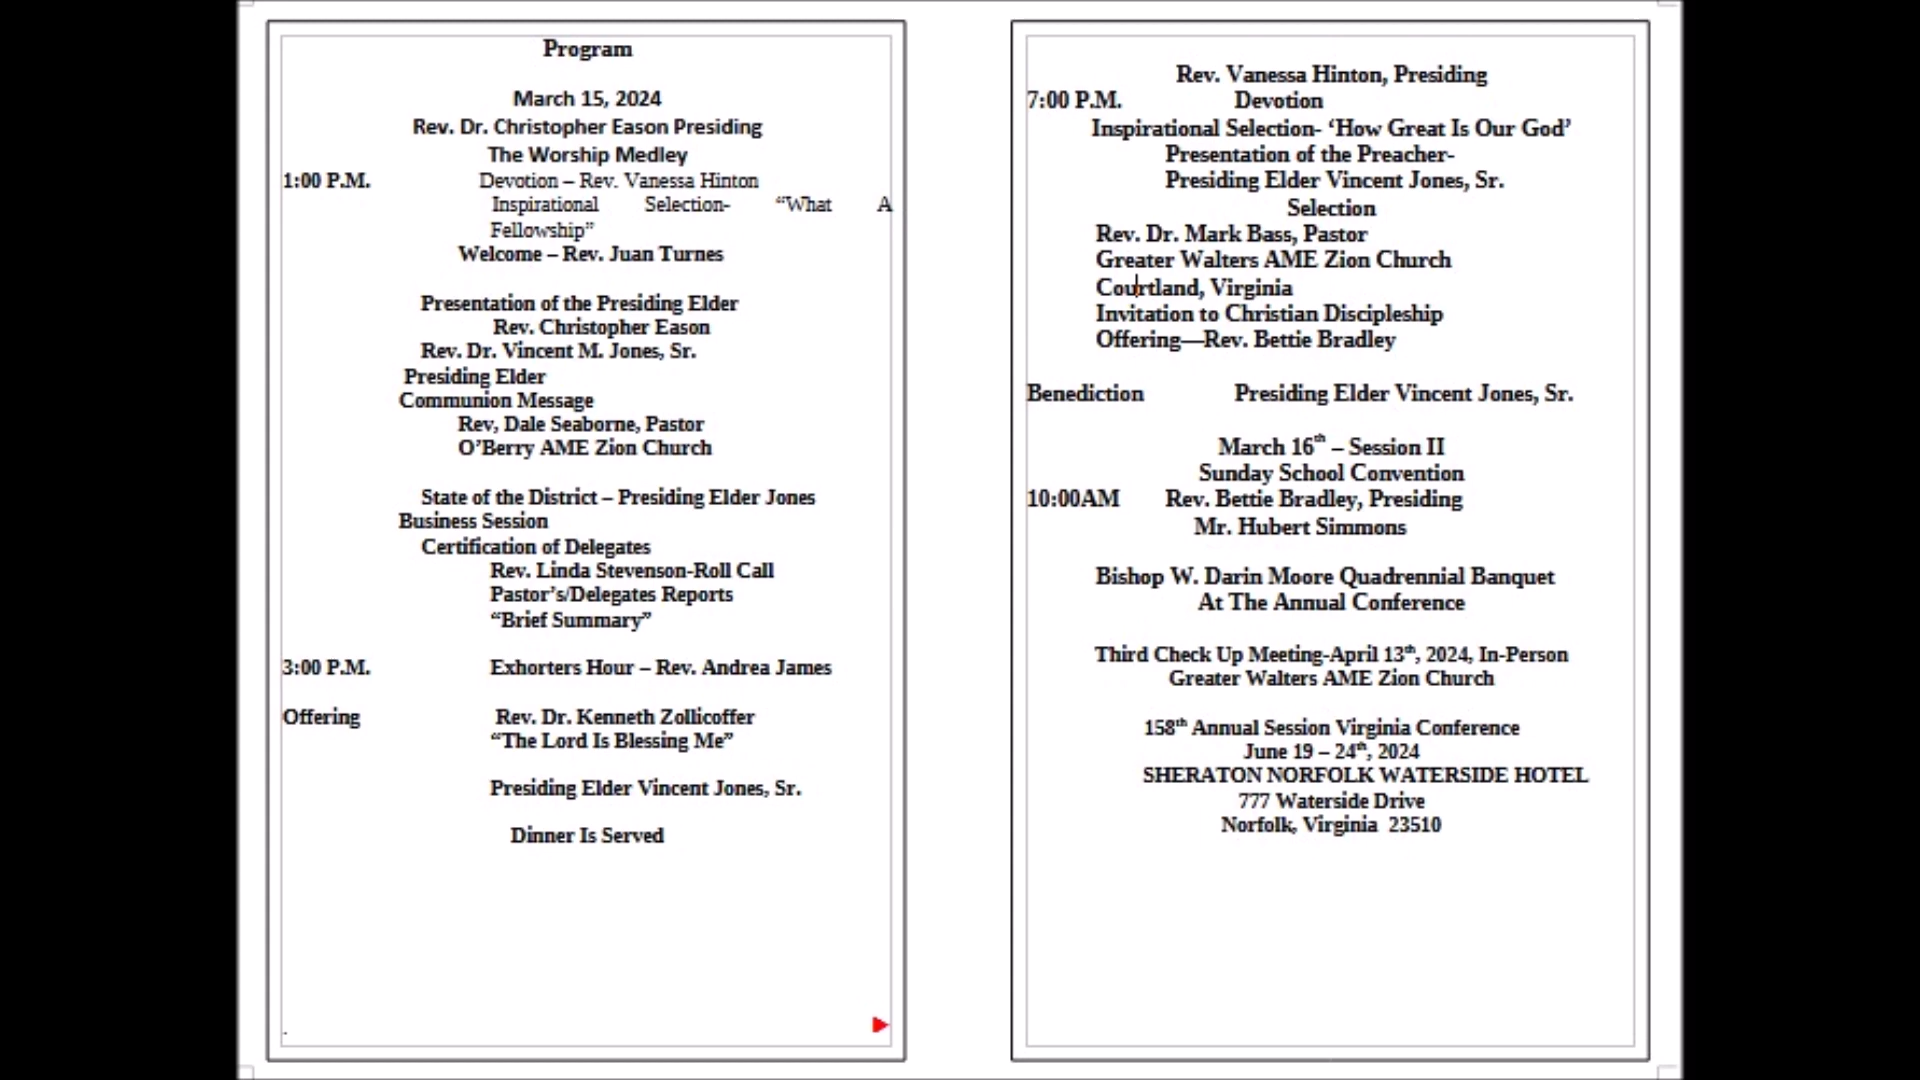 Program
March 15, 2024
Rev. Dr. Christopher Eason Presiding
The Worship Medley
1:00 P.M. Devotion – Rev. Vanessa Hinton
Inspirational Selection- “What A
Fellowship”
Welcome – Rev. Juan Turnes
Presentation of the Presiding Elder
Rev. Christopher Eason
Rev. Dr. Vincent M. Jones, Sr.
Presiding Elder
Communion Message
Rev, Dale Seaborne, Pastor
O’Berry AME Zion Church
State of the District – Presiding Elder Jones
Business Session
Certification of Delegates
Rev. Linda Stevenson-Roll Call
Pastor’s/Delegates Reports
“Brief Summary”
3:00 P.M. Exhorters Hour – Rev. Andrea James
Offering Rev. Dr. Kenneth Zollicoffer
“The Lord Is Blessing Me”
Presiding Elder Vincent Jones, Sr.
Dinner Is Served
.
Rev. Vanessa Hinton, Presiding
7:00 P.M. Devotion
Inspirational Selection- ‘How Great Is Our God’
Presentation of the Preacher-
Presiding Elder Vincent Jones, Sr.
Selection
Rev. Dr. Mark Bass, Pastor
Greater Walters AME Zion Church
Courtland, Virginia
Invitation to Christian Discipleship
Offering—Rev. Bettie Bradley
Benediction Presiding Elder Vincent Jones, Sr.
March 16th – Session II
Sunday School Convention
10:00AM Rev. Bettie Bradley, Presiding
Mr. Hubert Simmons
Bishop W. Darin Moore Quadrennial Banquet
At The Annual Conference
Third Check Up Meeting-April 13th, 2024, In-Person
Greater Walters AME Zion Church
158th Annual Session Virginia Conference
June 19 – 24th, 2024
SHERATON NORFOLK WATERSIDE HOTEL
777 Waterside Drive
Norfolk, Virginia 23510